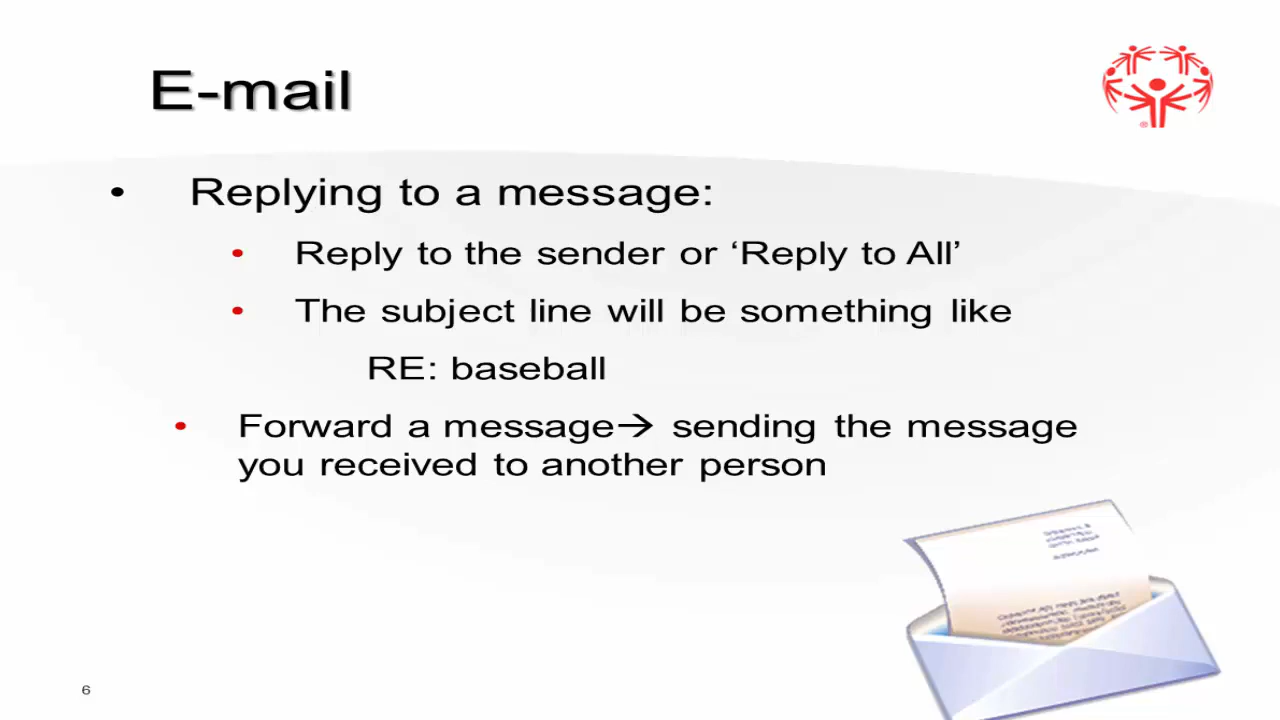 E-mail
®
• Replying to a message:
• Reply to the sender or ‘Reply to All’
• The subject line will be something like
RE: baseball
• Forward a message→ sending the message
you received to another person
6